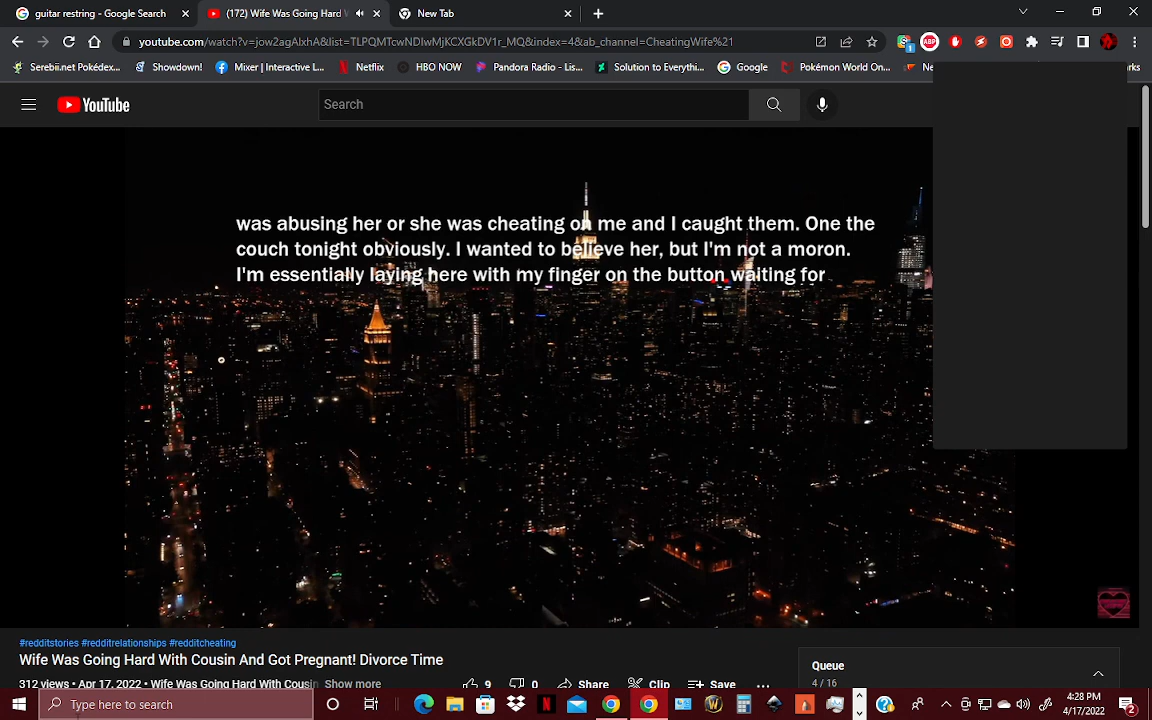 guitar restring - Google Search
(172) Wife Was Going Hard
New Tab
youtube.com/watch?v=jow2agAlxhA&list=TLPQMTcwNDIwMjKCXGkDV1r_MQ&index=4&ab_channel=CheatingWife%21
ABP
1
Serebii.net Pokédex...
Showdown!
Mixer | Interactive L...
Netflix
HBO NOW
Pandora Radio - Lis...
Solution to Everythi...
Google
Pokémon World On...
YouTube
Search
was abusing her or she was cheating on me and I caught them. One the
couch tonight obviously. I wanted to believe her, but I'm not a moron.
I'm essentially laying here with my finger on the button waiting for
#redditstories #redditrelationships #redditcheating
Wife Was Going Hard With Cousin And Got Pregnant! Divorce Time
312 views • Apr 17, 2022 • Wife Was Going Hard With Cousin
Show more
9
0
Share
Clip
Save
Queue
4 / 16
Type here to search
4:28 PM
4/17/2022
2